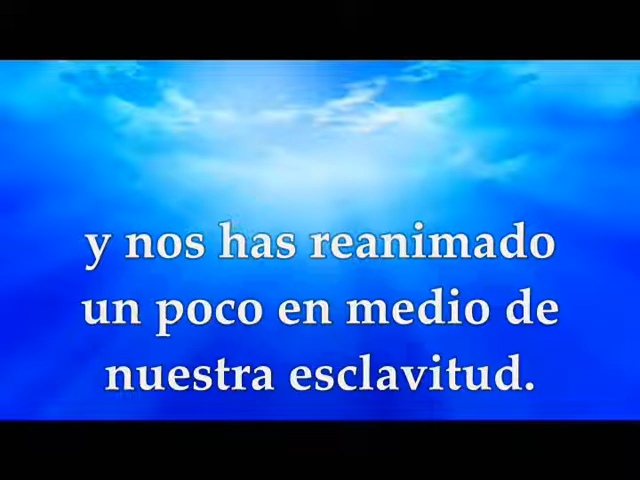 y nos has reanimado
un poco en medio de
nuestra esclavitud.